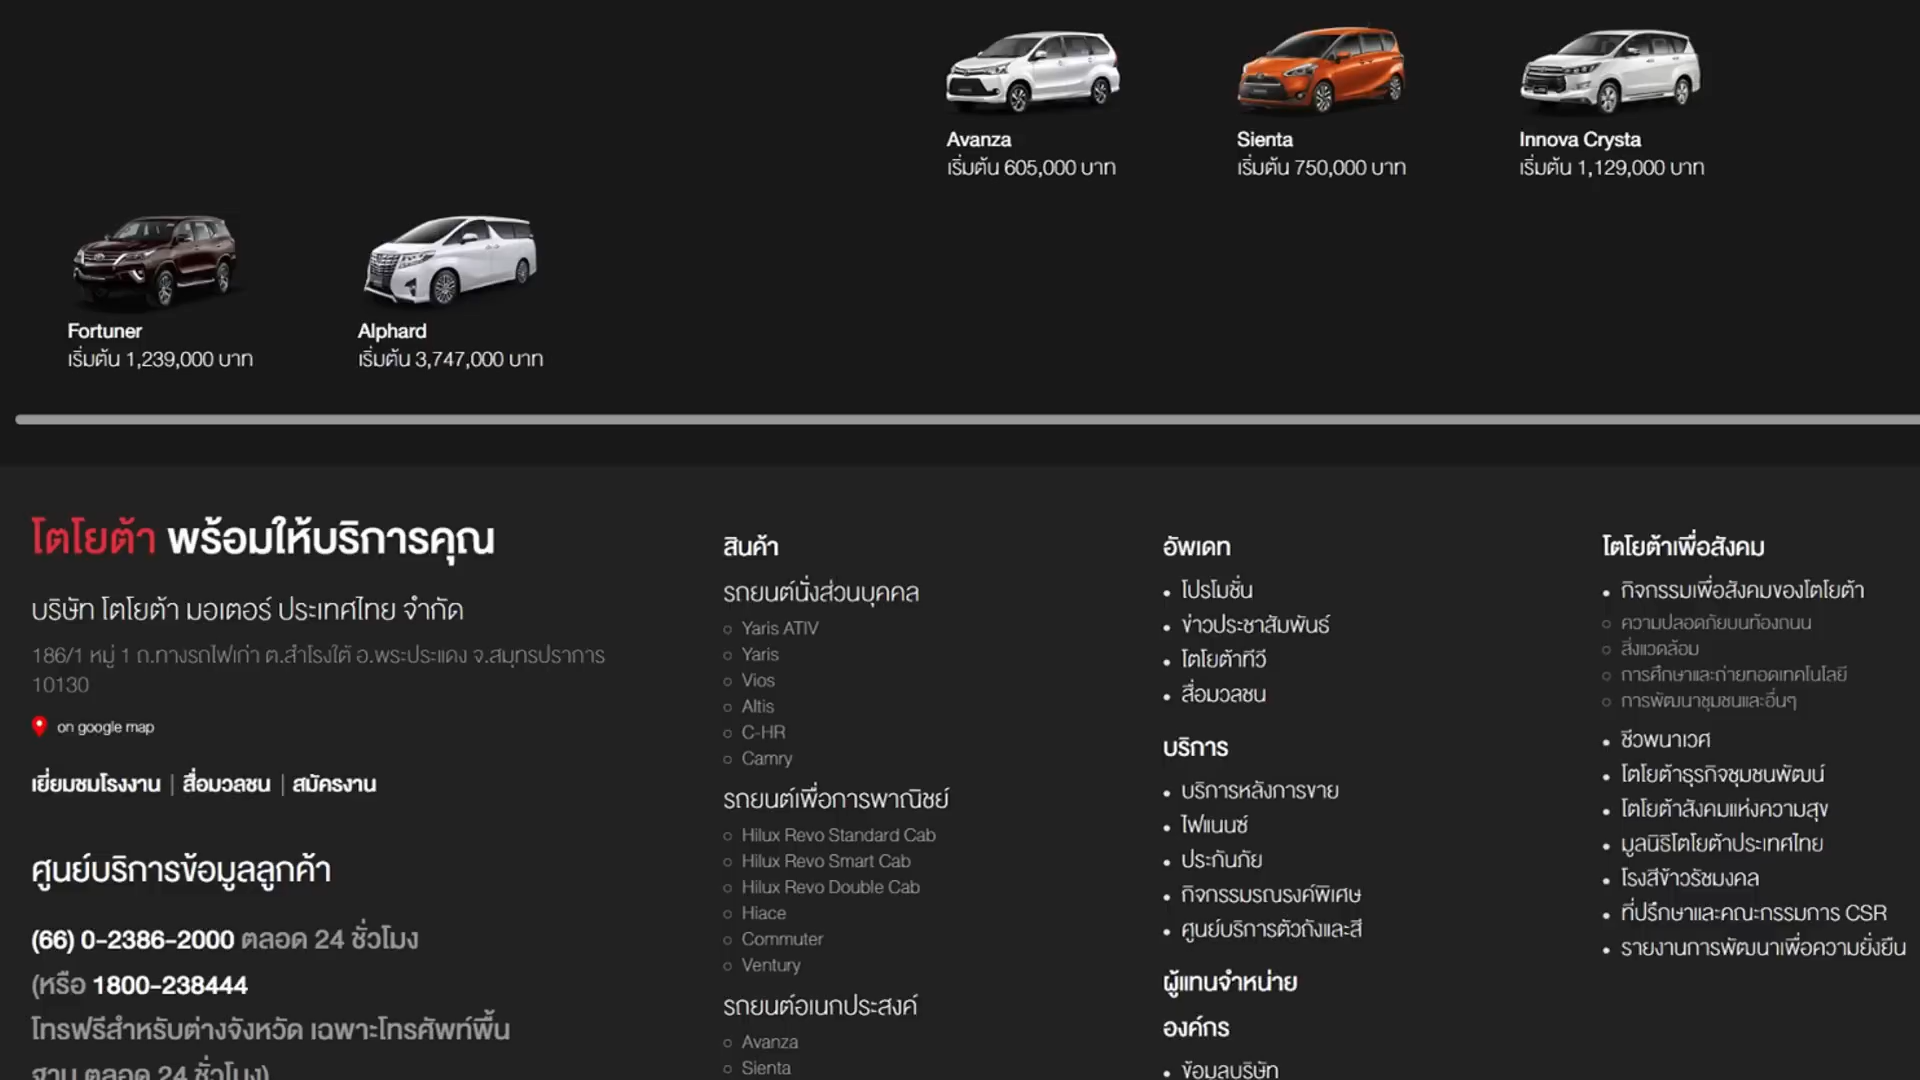 Avanza
เริ่มต้น 605,000 บาท
Sienta
เริ่มต้น 750,000 บาท
Innova Crysta
เริ่มต้น 1,129,000 บาท
Fortuner
เริ่มต้น 1,239,000 บาท
Alphard
เริ่มต้น 3,747,000 บาท
โตโยต้า พร้อมให้บริการคุณ
บริษัท โตโยต้า มอเตอร์ ประเทศไทย จำกัด
186/1 หมู่ 1 ถ.ทางรถไฟเก่า ต.สำโรงใต้ อ.พระประแดง จ.สมุทรปราการ
10130
on google map
เยี่ยมชมโรงงาน | สื่อมวลชน | สมัครงาน
ศูนย์บริการข้อมูลลูกค้า
(66) 0-2386-2000 ตลอด 24 ชั่วโมง
(หรือ 1800-238444
โทรฟรีสำหรับต่างจังหวัด เฉพาะโทรศัพท์พื้น
ฐาน ตลอด 24 ชั่วโมง)
สินค้า
รถยนต์นั่งส่วนบุคคล
Yaris ATIV
Yaris
Vios
Altis
C-HR
Camry
รถยนต์เพื่อการพาณิชย์
Hilux Revo Standard Cab
Hilux Revo Smart Cab
Hilux Revo Double Cab
Hiace
Commuter
Ventury
รถยนต์อเนกประสงค์
Avanza
Sienta
อัพเดท
โปรโมชั่น
ข่าวประชาสัมพันธ์
โตโยต้าทีวี
สื่อมวลชน
บริการ
บริการหลังการขาย
ไฟแนนซ์
ประกันภัย
กิจกรรมรณรงค์พิเศษ
ศูนย์บริการตัวถังและสี
ผู้แทนจำหน่าย
องค์กร
ข้อมูลบริษัท
โตโยต้าเพื่อสังคม
กิจกรรมเพื่อสังคมของโตโยต้า
ความปลอดภัยบนท้องถนน
สิ่งแวดล้อม
การศึกษาและถ่ายทอดเทคโนโลยี
การพัฒนาชุมชนและอื่นๆ
ชีวพนาเวศ
โตโยต้าธุรกิจชุมชนพัฒน์
โตโยต้าสังคมแห่งความสุข
มูลนิธิโตโยต้าประเทศไทย
โรงสีข้าวรัชมงคล
ที่ปรึกษาและคณะกรรมการ CSR
รายงานการพัฒนาเพื่อความยั่งยืน